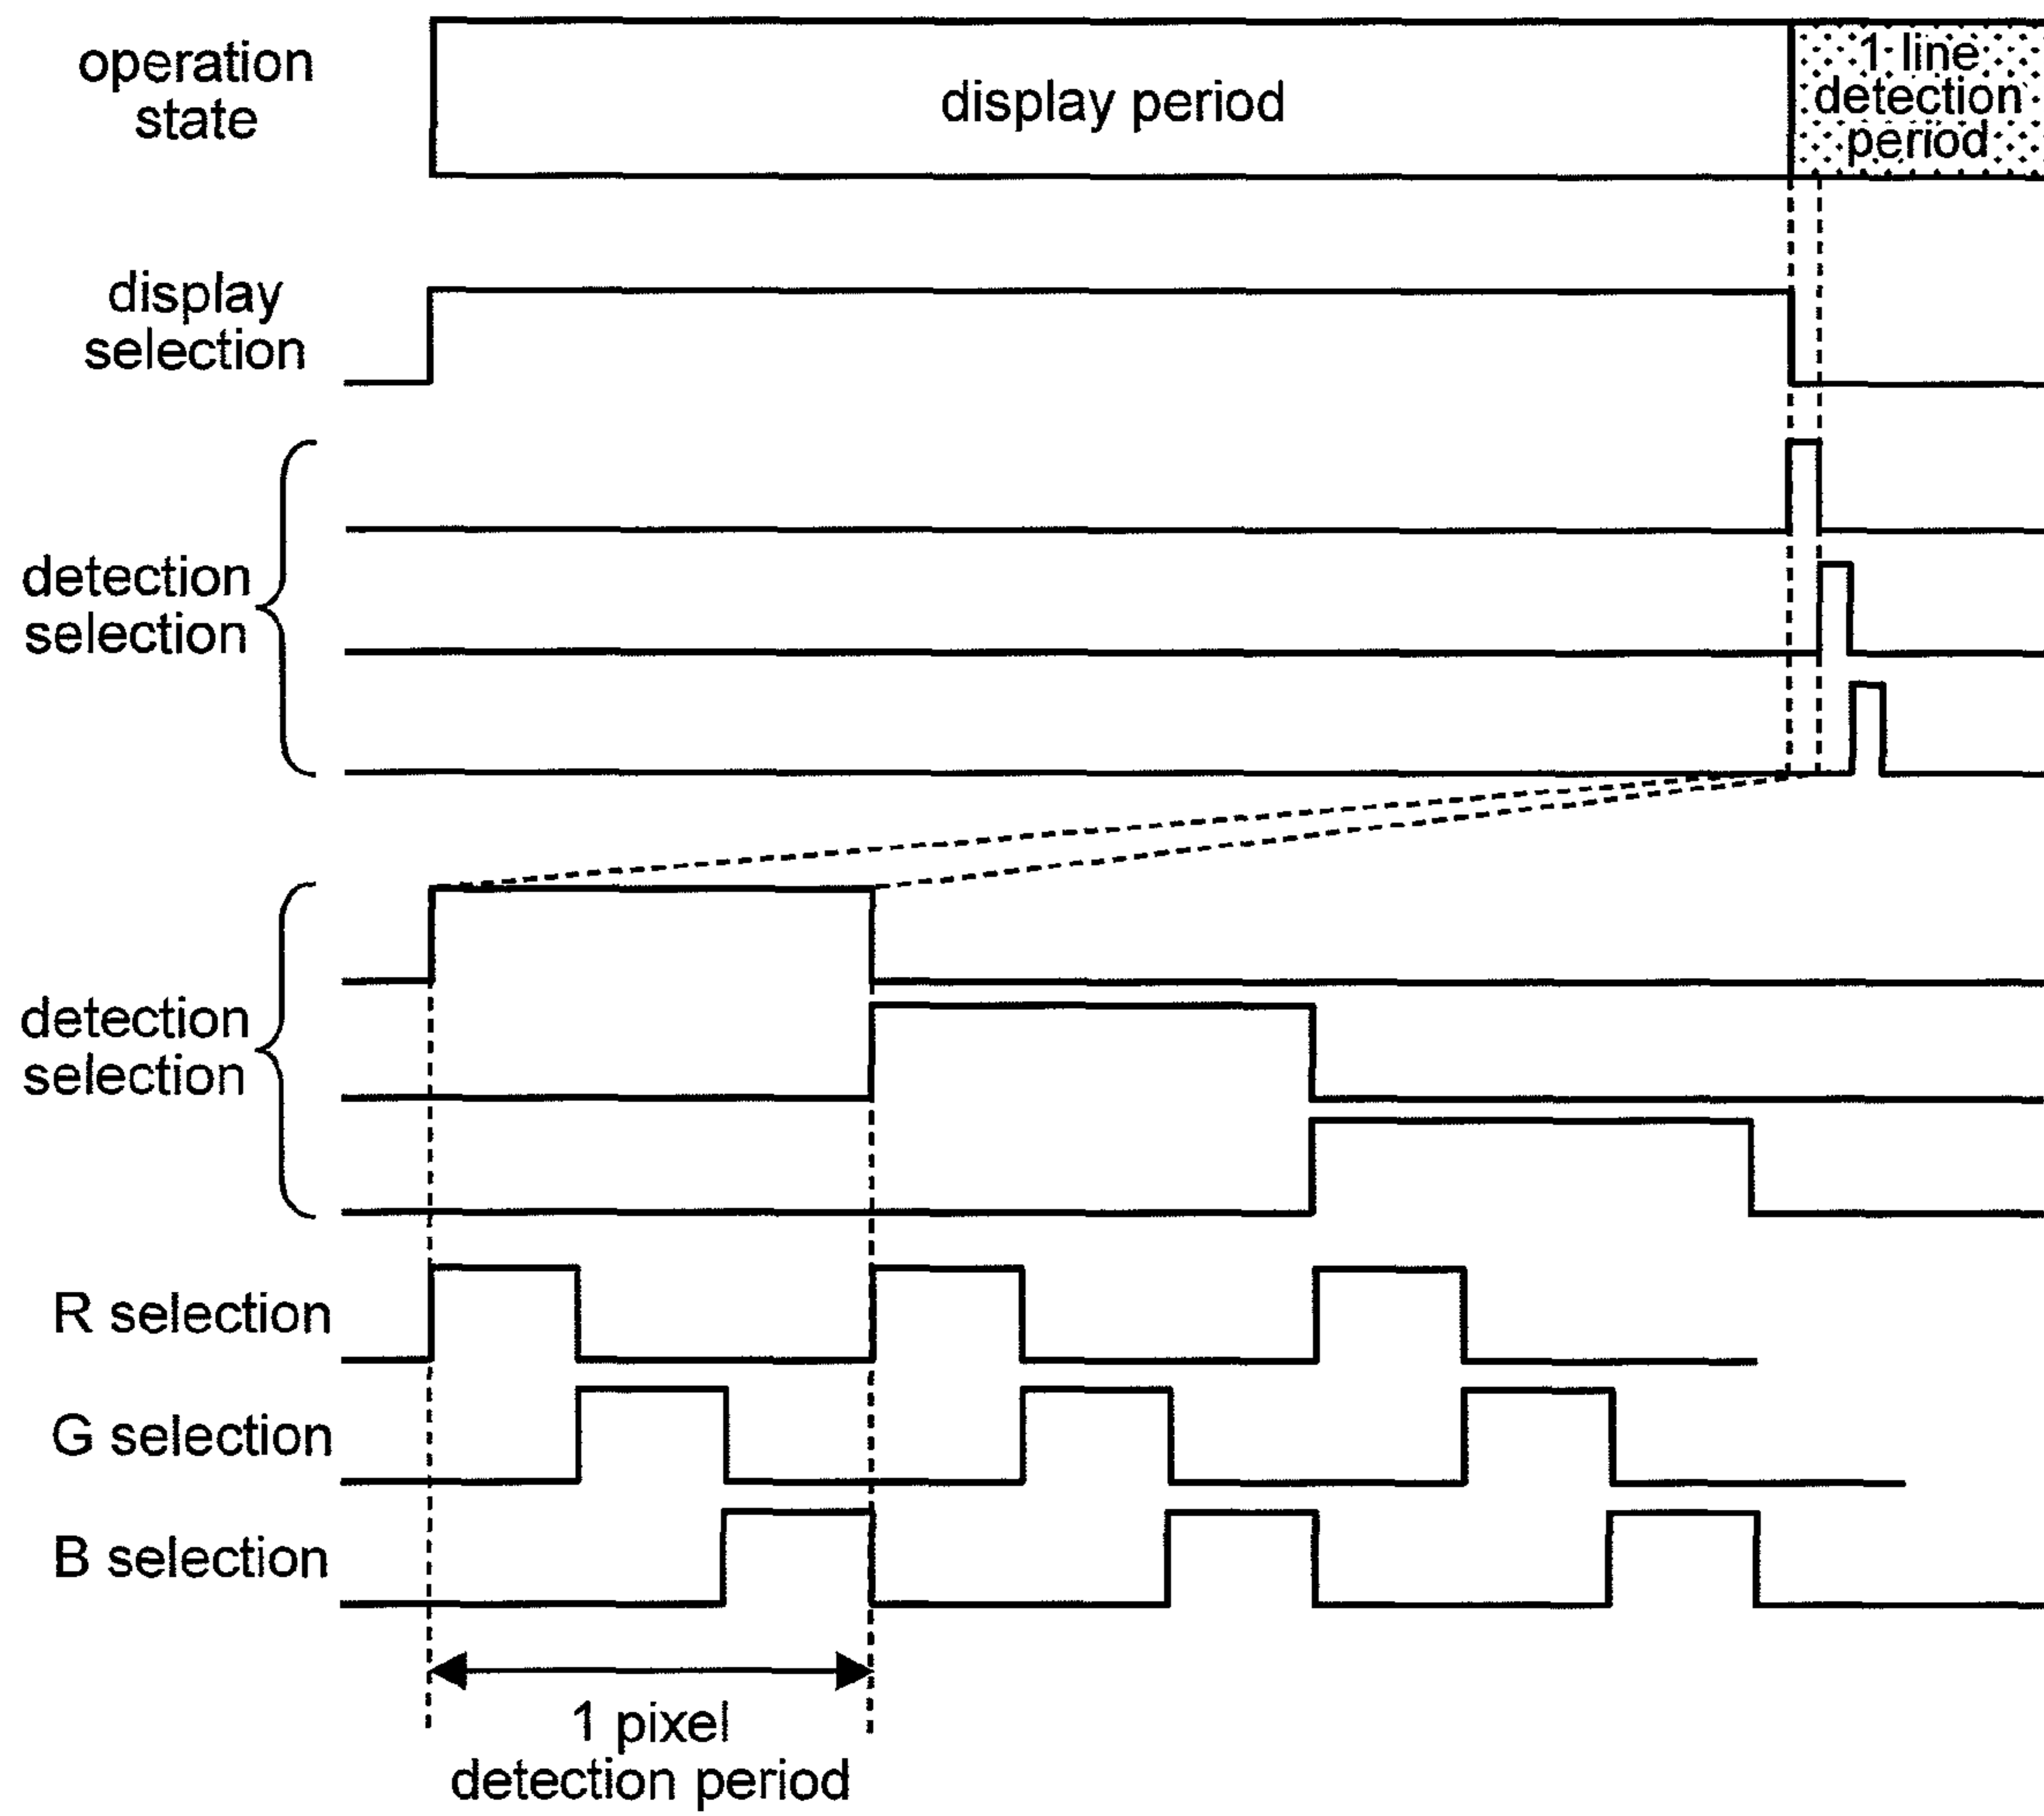 operation
state
display period
1 line
detection
period
display
selection
detection
selection
detection
selection
R selection
G selection
B selection
1 pixel
detection period